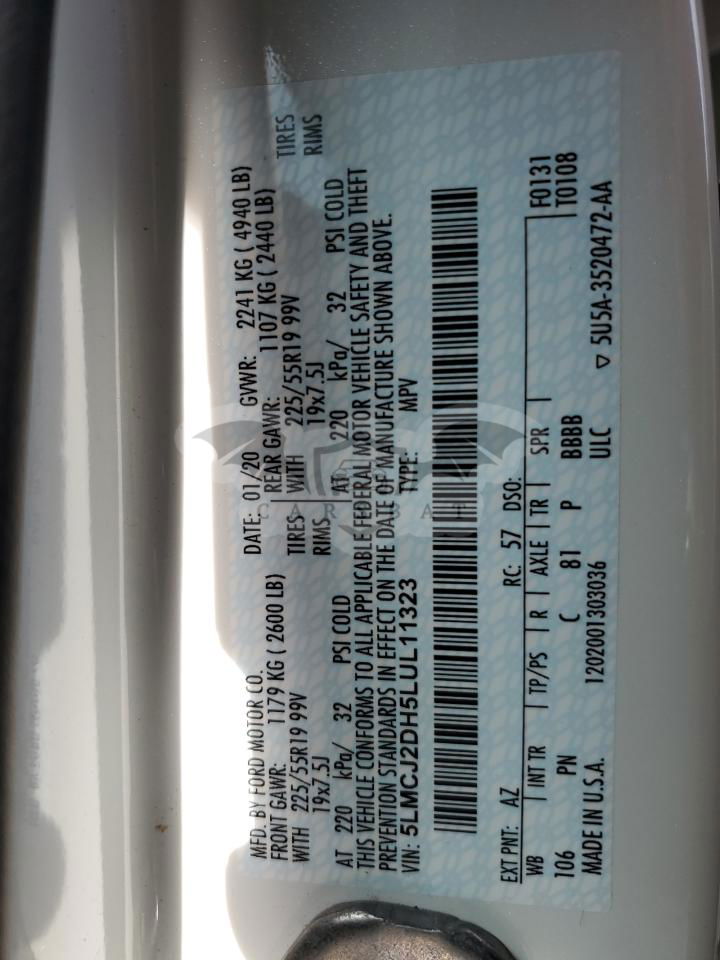 MFD. BY FORD MOTOR CO. DATE: 01/20 GVWR: 2241 KG ( 4940 LB)
FRONT GAWR: 1179 KG ( 2600 LB) REAR GAWR: 1107 KG ( 2440 LB)
WITH 225/55R19 99V TIRES WITH 225/55R19 99V TIRES
19x7.5J RIMS 19x7.5J RIMS
AT 220 kPa/ 32 PSI COLD AT 220 kPa/ 32 PSI COLD
THIS VEHICLE CONFORMS TO ALL APPLICABLE FEDERAL MOTOR VEHICLE SAFETY AND THEFT
PREVENTION STANDARDS IN EFFECT ON THE DATE OF MANUFACTURE SHOWN ABOVE.
VIN: 5LMCJ2DH5LUL11323 TYPE: MPV
EXT PNT: AZ RC: 57 DSO: F0131
WB INT TR TP/PS R AXLE TR SPR T0108
106 PN C 81 P BBBB
MADE IN U.S.A. 1202001303036 ULC ▽ 5U5A-3520472-AA
CAR BAT